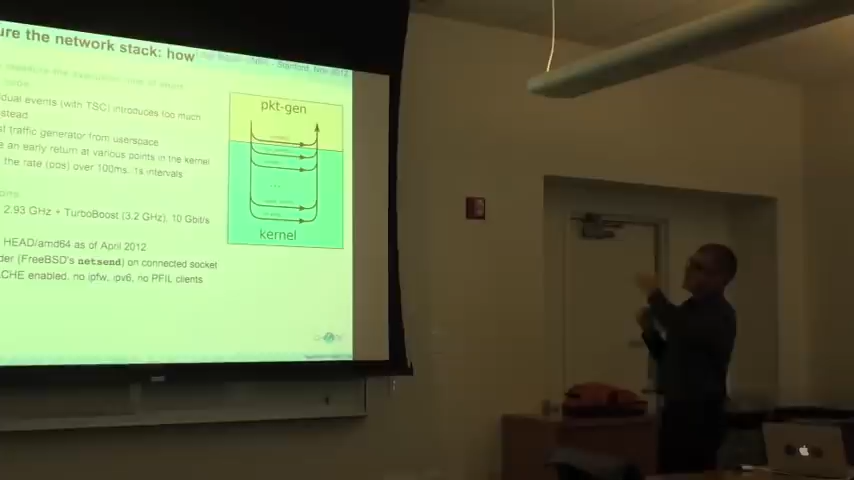 ure the network stack: how
Stanford, Nov 2012
dual events (with TSC) introduces too much
stead
st traffic generator from userspace
e an early return at various points in the kernel
the rate (pps) over 100ms, 1s intervals
2.93 GHz + TurboBoost (3.2 GHz), 10 Gbit/s
HEAD/amd64 as of April 2012
der (FreeBSD's netsend) on connected socket
CHE enabled, no ipfw, ipv6, no PFIL clients
pkt-gen
...
kernel